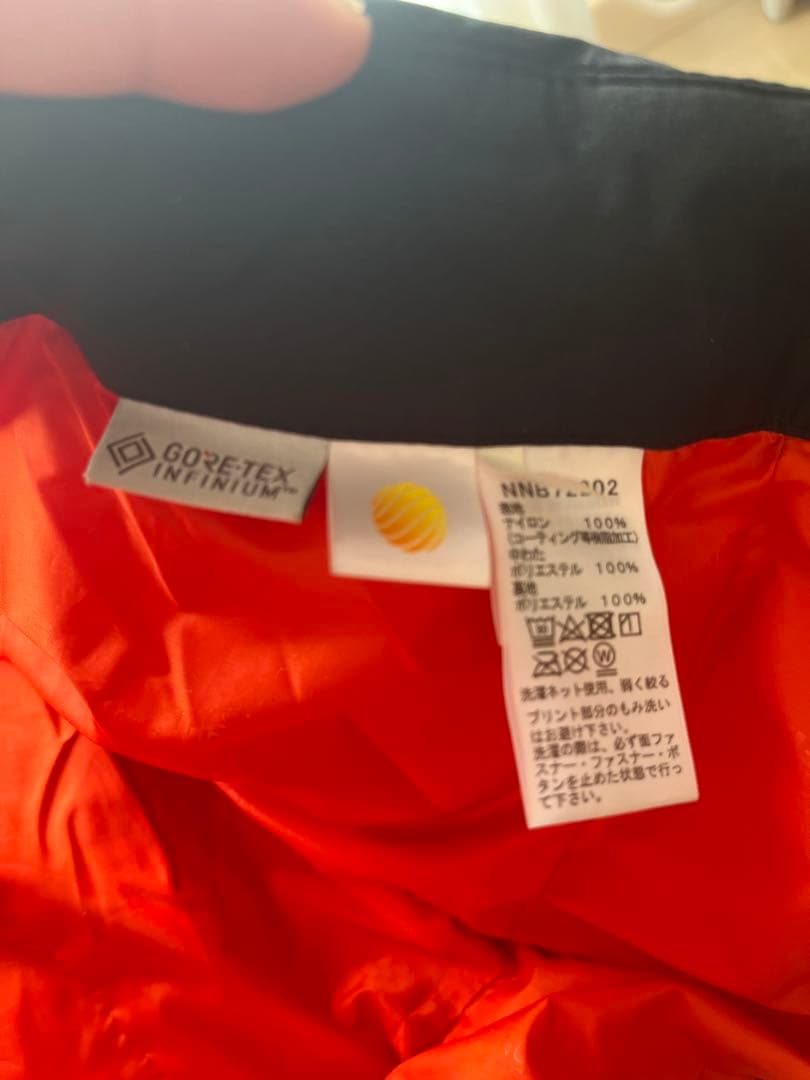 GORE-TEX
INFINIUM™
NNB72202
表地
ナイロン 100%
(コーティング等樹脂加工)
中わた
ポリエステル 100%
裏地
ポリエステル 100%
30
W
洗濯ネット使用、弱く絞る
プリント部分のもみ洗い
はお避け下さい。
洗濯の際は、必ず面ファ
スナー・ファスナー・ボ
タンを止めた状態で行っ
て下さい。